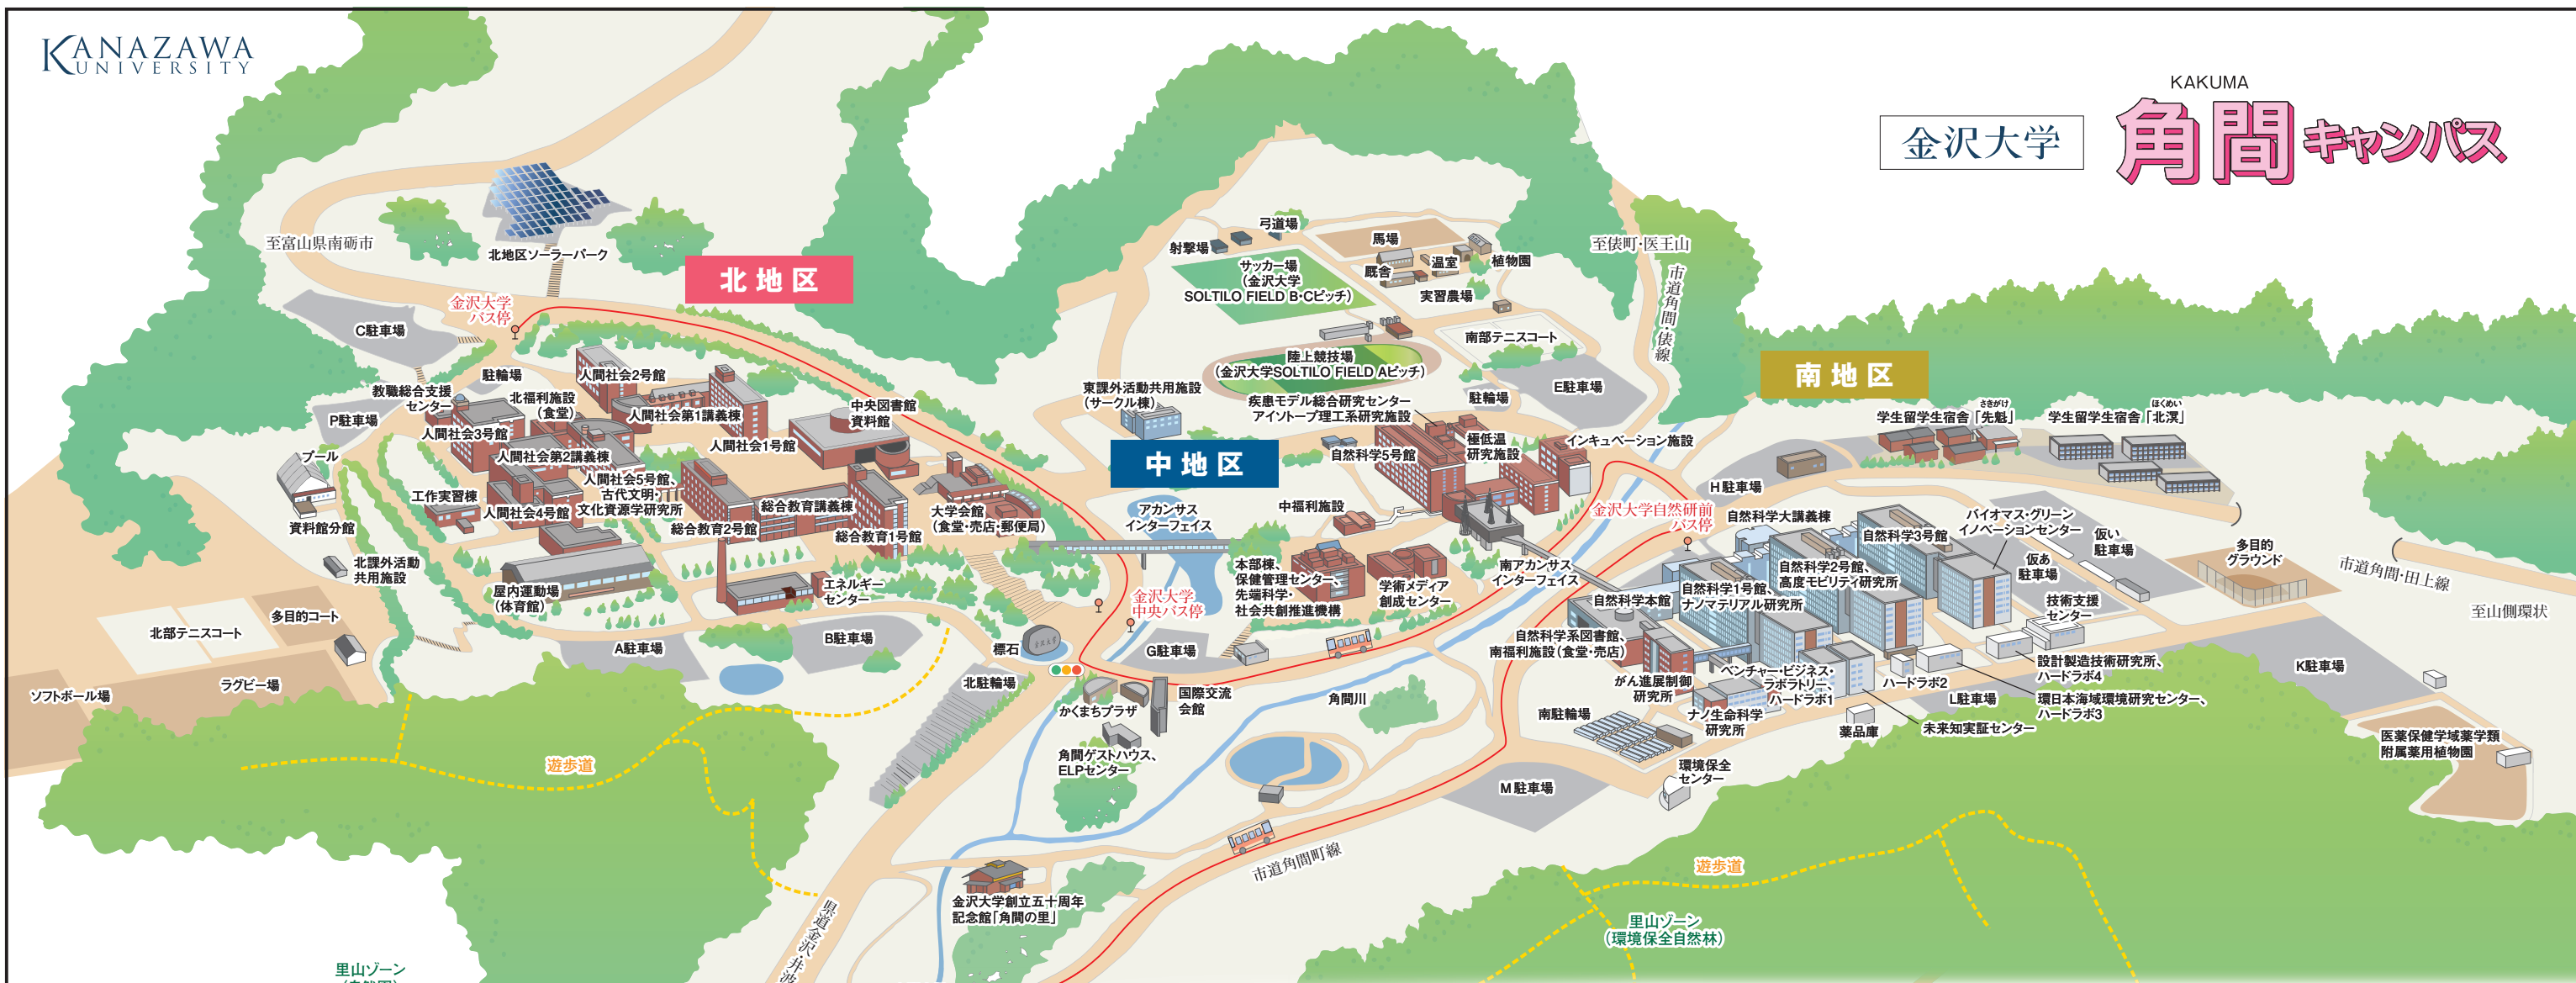 KANAZAWA
UNIVERSITY
KAKUMA
金沢大学
角間キャンパス
至富山県南砺市
北地区ソーラーパーク
北地区
金沢大学
バス停
C駐車場
駐輪場
教職総合支援
センター
P駐車場
北福利施設
(食堂)
人間社会2号館
人間社会第1講義棟
人間社会3号館
人間社会1号館
中央図書館
資料館
人間社会第2講義棟
プール
資料館分館
工作実習棟
人間社会4号館
人間社会5号館、
古代文明・
文化資源学研究所
総合教育2号館
総合教育講義棟
総合教育1号館
大学会館
(食堂・売店・郵便局)
北課外活動
共用施設
屋内運動場
(体育館)
エネルギー
センター
多目的コート
北部テニスコート
A駐車場
B駐車場
ソフトボール場
ラグビー場
標石
北駐輪場
遊歩道
里山ゾーン
射撃場
弓道場
馬場
サッカー場
(金沢大学
SOLTILO FIELD B・Cピッチ)
厩舎
温室
植物園
実習農場
陸上競技場
(金沢大学SOLTILO FIELD Aピッチ)
南部テニスコート
E駐車場
駐輪場
至俵町・医王山
市道角間・俵線
東課外活動共用施設
(サークル棟)
疾患モデル総合研究センター
アイソトープ理工系研究施設
中地区
自然科学5号館
極低温
研究施設
インキュベーション施設
アカンサス
インターフェイス
中福利施設
本部棟、
保健管理センター、
先端科学・
社会共創推進機構
学術メディア
創成センター
南アカンサス
インターフェイス
金沢大学
中央バス停
G駐車場
国際交流
会館
かくまちプラザ
角間ゲストハウス、
ELPセンター
角間川
金沢大学創立五十周年
記念館「角間の里」
県道金沢・井波
市道角間町線
南地区
学生留学生宿舎「先魁」
さきがけ
学生留学生宿舎「北溟」
ほくめい
H駐車場
金沢大学自然研前
バス停
自然科学大講義棟
自然科学3号館
バイオマス・グリーン
イノベーションセンター
仮い
駐車場
仮あ
駐車場
多目的
グラウンド
市道角間・田上線
至山側環状
自然科学2号館、
高度モビリティ研究所
自然科学1号館、
ナノマテリアル研究所
自然科学本館
技術支援
センター
自然科学系図書館、
南福利施設(食堂・売店)
がん進展制御
研究所
ベンチャー・ビジネス・
ラボラトリー、
ハードラボ1
ハードラボ2
設計製造技術研究所、
ハードラボ4
環日本海域環境研究センター、
ハードラボ3
L駐車場
K駐車場
未来知実証センター
薬品庫
ナノ生命科学
研究所
南駐輪場
環境保全
センター
M駐車場
医薬保健学域薬学類
附属薬用植物園
遊歩道
里山ゾーン
(環境保全自然林)